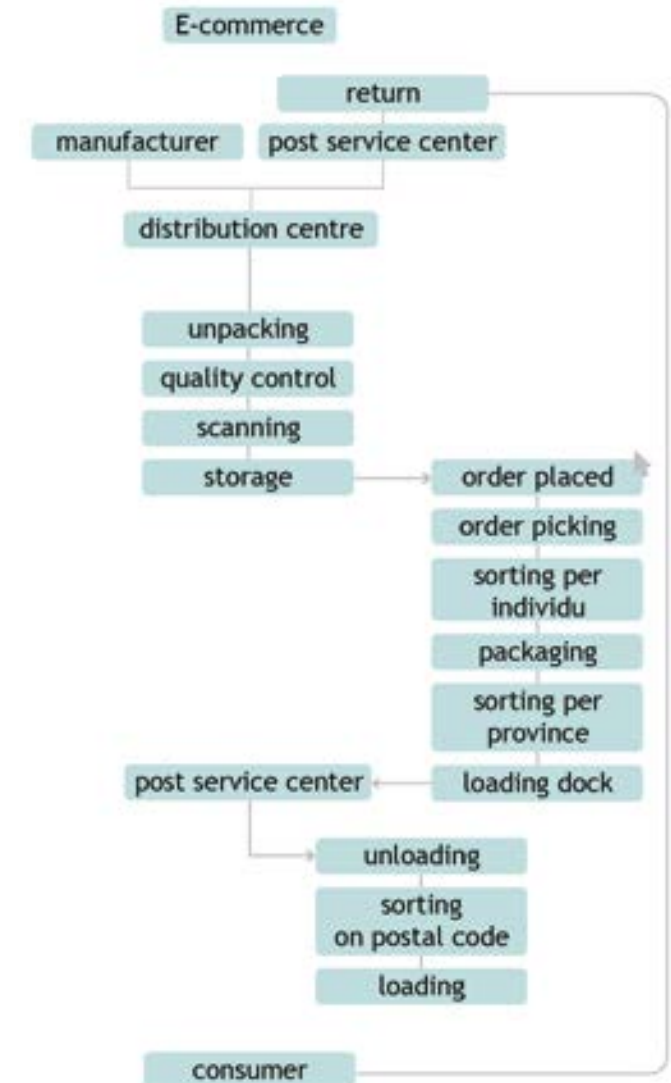 E-commerce
return
manufacturer
post service center
distribution centre
unpacking
quality control
scanning
storage
order placed
order picking
sorting per
individu
packaging
sorting per
province
post service center
loading dock
unloading
sorting
on postal code
loading
consumer